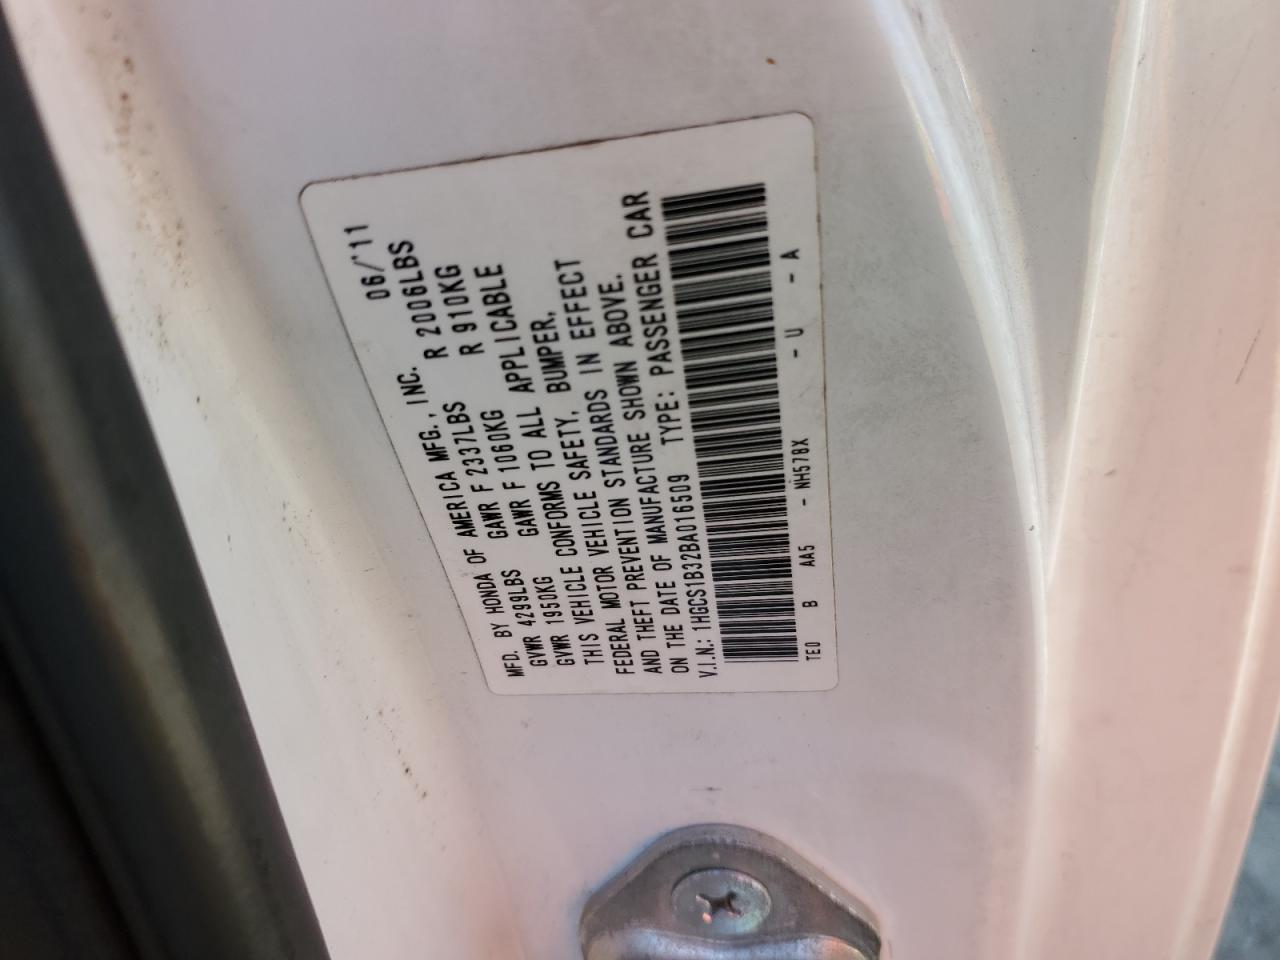 MFD. BY HONDA OF AMERICA MFG., INC. 06/'11
GVWR 4299LBS GAWR F 2337LBS R 2006LBS
GVWR 1950KG GAWR F 1060KG R 910KG
THIS VEHICLE CONFORMS TO ALL APPLICABLE
FEDERAL MOTOR VEHICLE SAFETY, BUMPER,
AND THEFT PREVENTION STANDARDS IN EFFECT
ON THE DATE OF MANUFACTURE SHOWN ABOVE.
V.I.N.: 1HGCS1B32BA016509 TYPE: PASSENGER CAR
TE0 B AA5 - NH578X - U - A